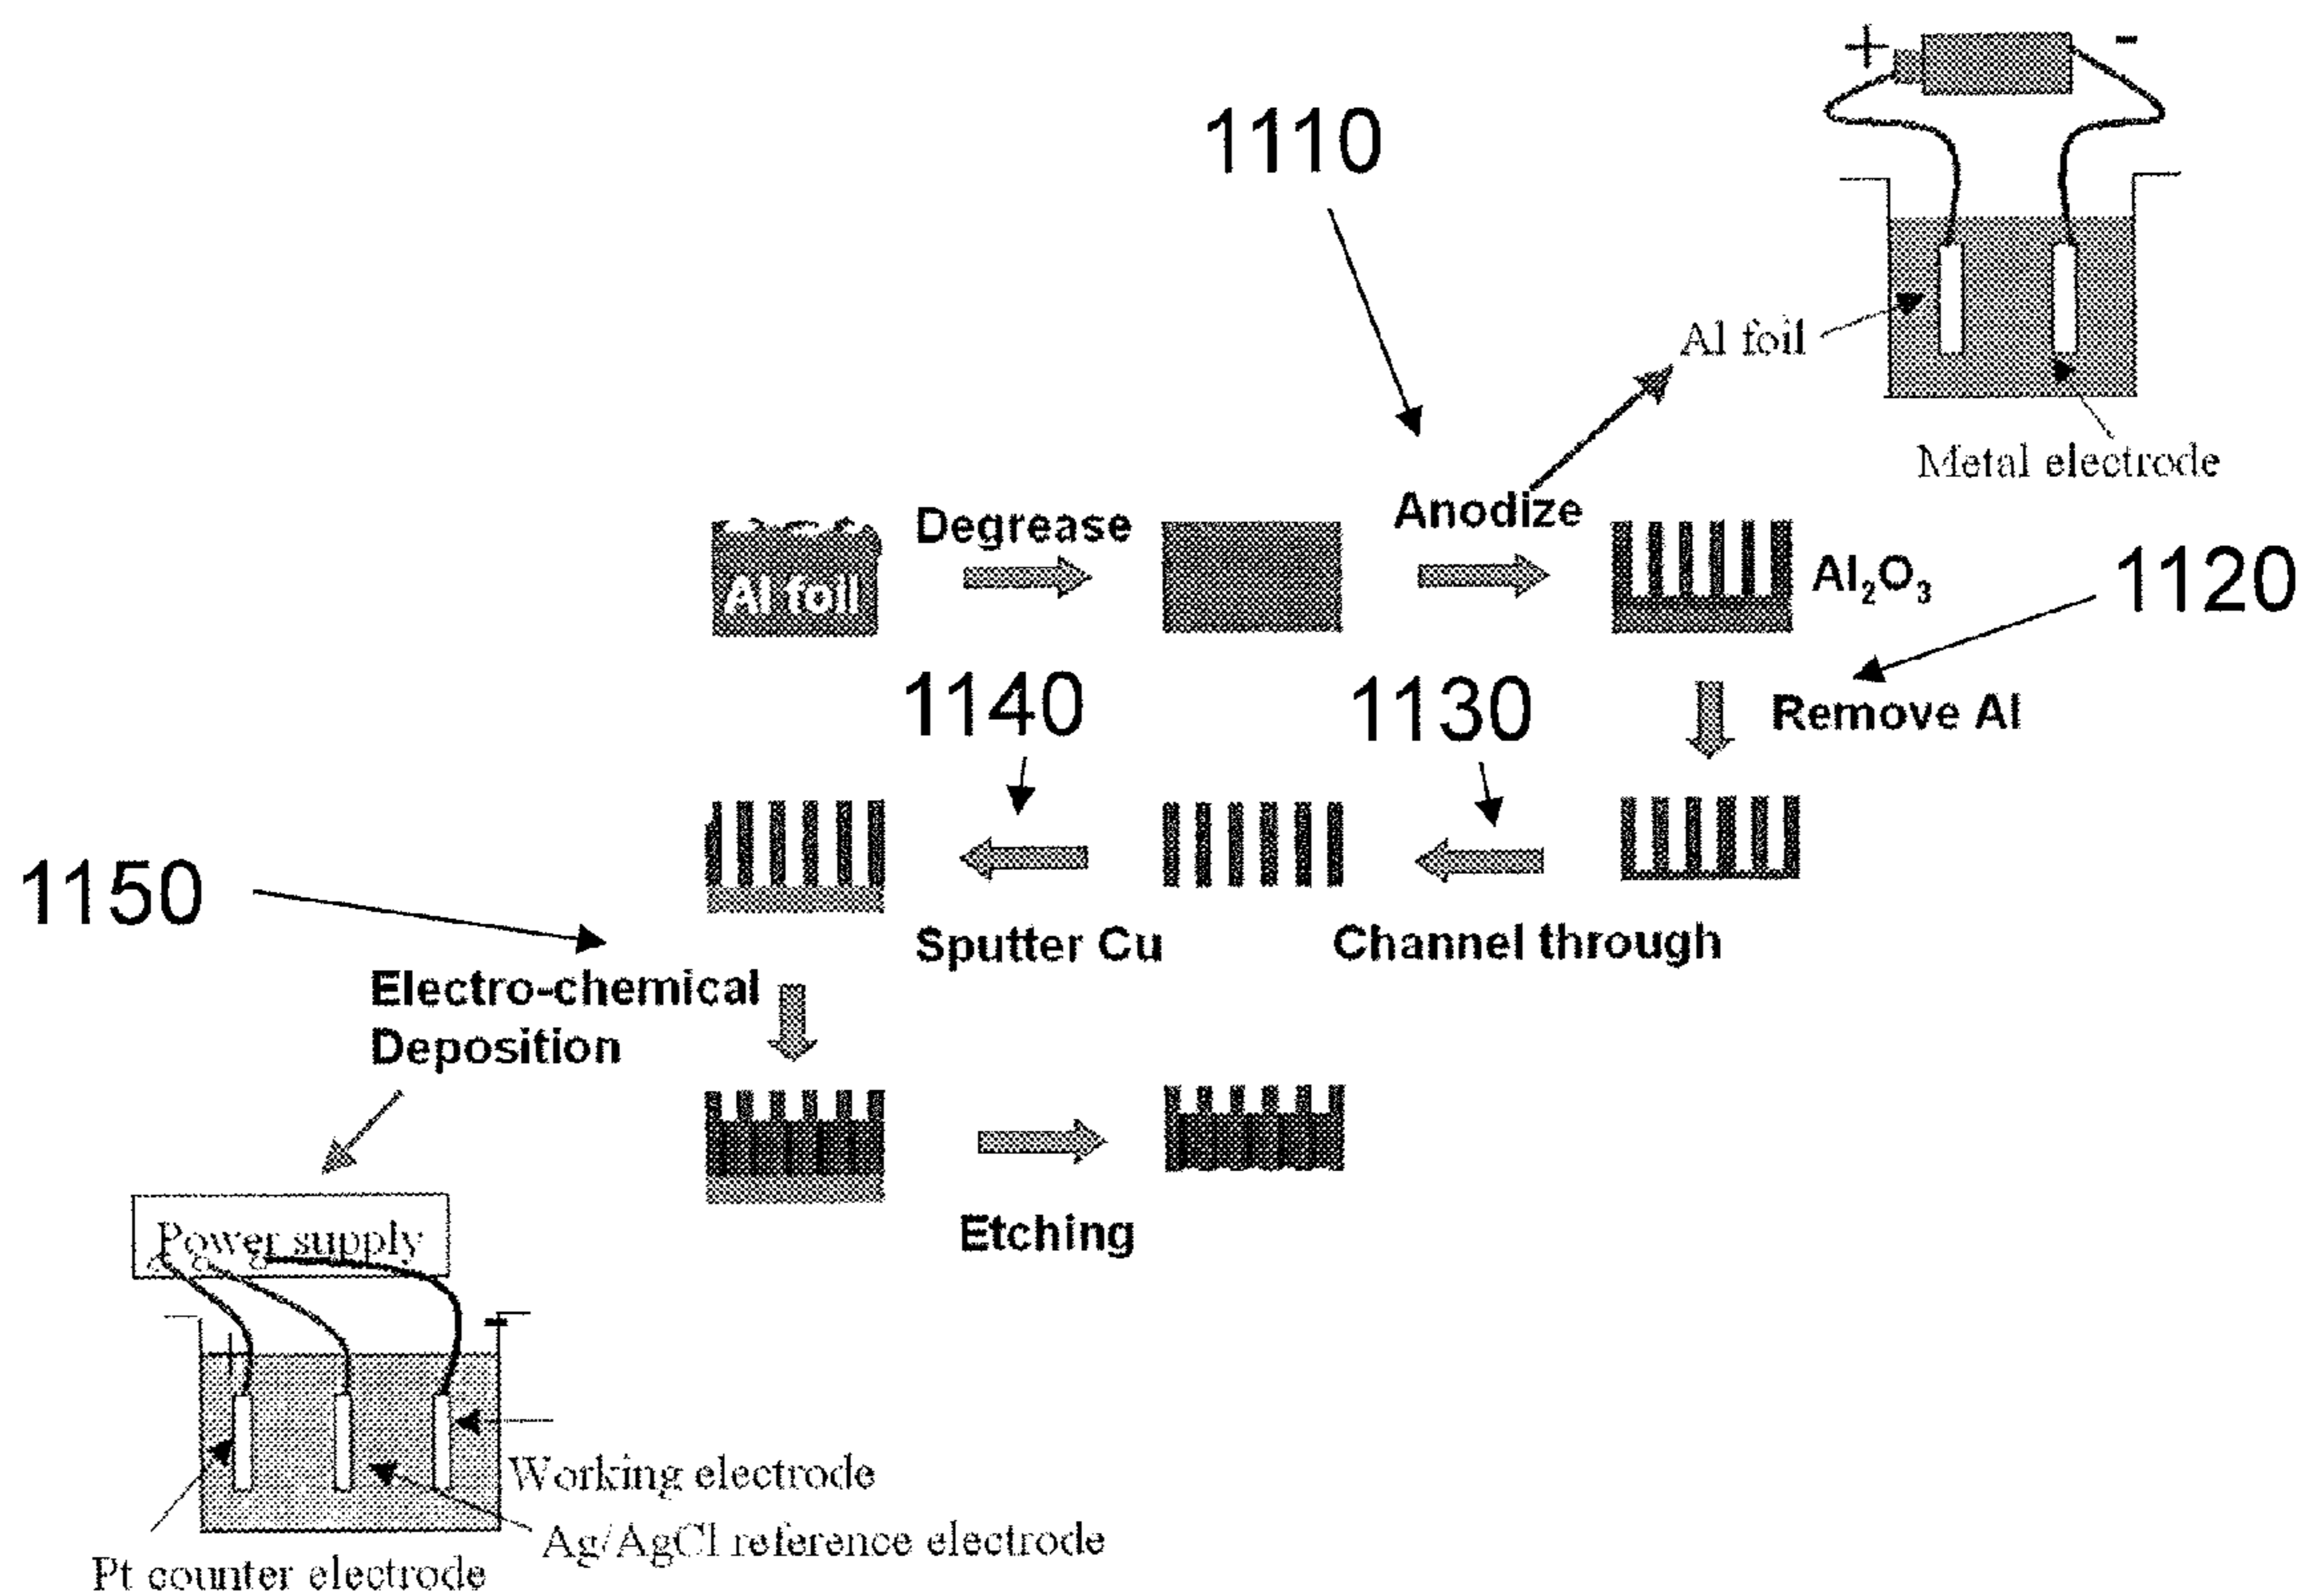 + -
1110
Al foil
Metal electrode
Degrease
Anodize
Al foil
Al₂O₃
1120
1140
1130
Remove Al
1150
Sputter Cu
Channel through
Electro-chemical
Deposition
Power supply
Etching
+ -
Working electrode
Ag/AgCl reference electrode
Pt counter electrode